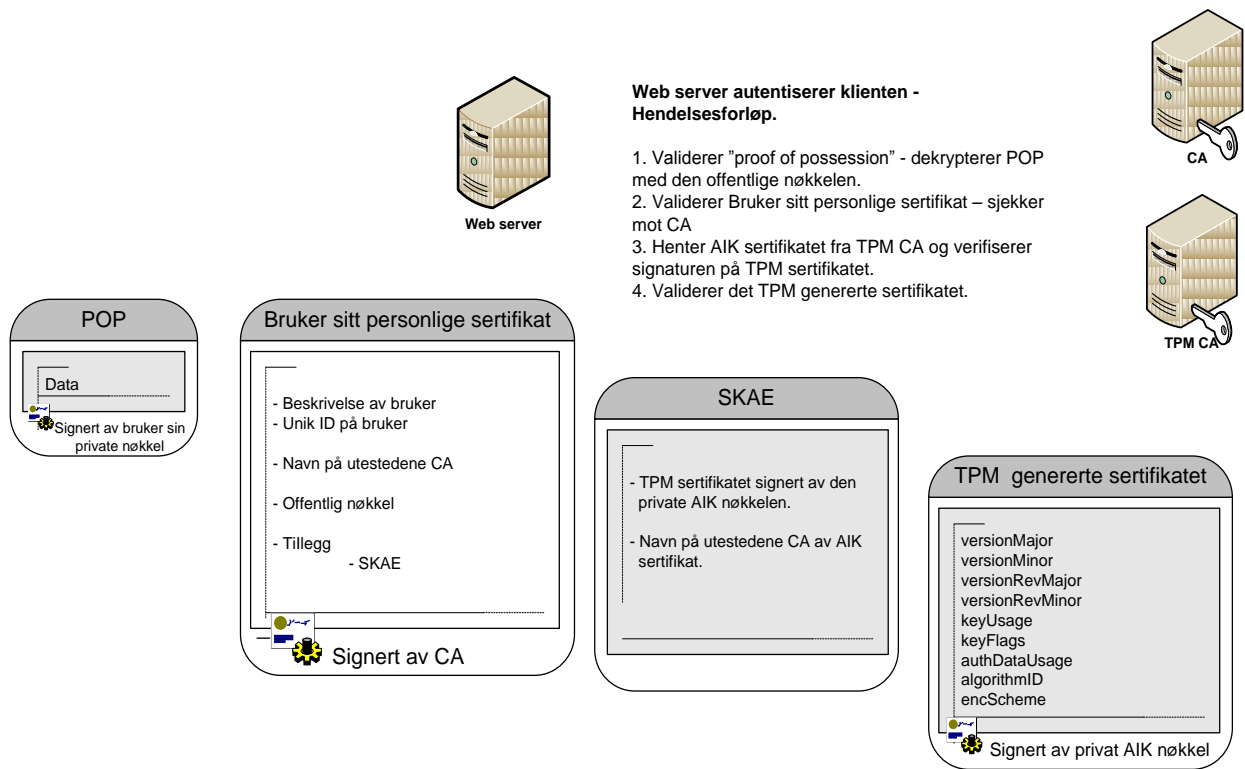 Web server
Web server autentiserer klienten -
Hendelsesforløp.
1. Validerer ”proof of possession” - dekrypterer POP
med den offentlige nøkkelen.
2. Validerer Bruker sitt personlige sertifikat – sjekker
mot CA
3. Henter AIK sertifikatet fra TPM CA og verifiserer
signaturen på TPM sertifikatet.
4. Validerer det TPM genererte sertifikatet.
CA
TPM CA
POP
Data
Signert av bruker sin
private nøkkel
Bruker sitt personlige sertifikat
- Beskrivelse av bruker
- Unik ID på bruker
- Navn på utestedene CA
- Offentlig nøkkel
- Tillegg
- SKAE
Signert av CA
SKAE
- TPM sertifikatet signert av den
private AIK nøkkelen.
- Navn på utestedene CA av AIK
sertifikat.
TPM genererte sertifikatet
versionMajor
versionMinor
versionRevMajor
versionRevMinor
keyUsage
keyFlags
authDataUsage
algorithmID
encScheme
Signert av privat AIK nøkkel